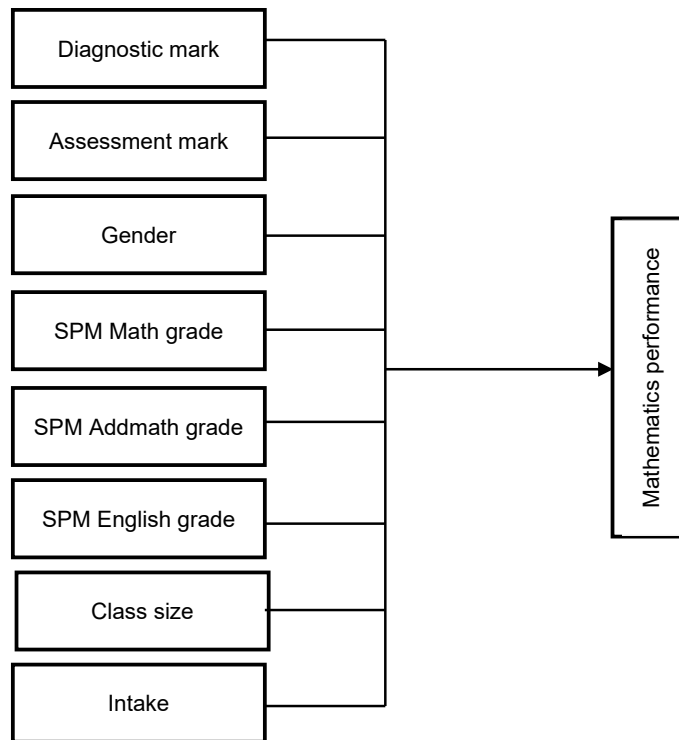 Diagnostic mark
Assessment mark
Gender
SPM Math grade
SPM Addmath grade
SPM English grade
Class size
Intake
Mathematics performance